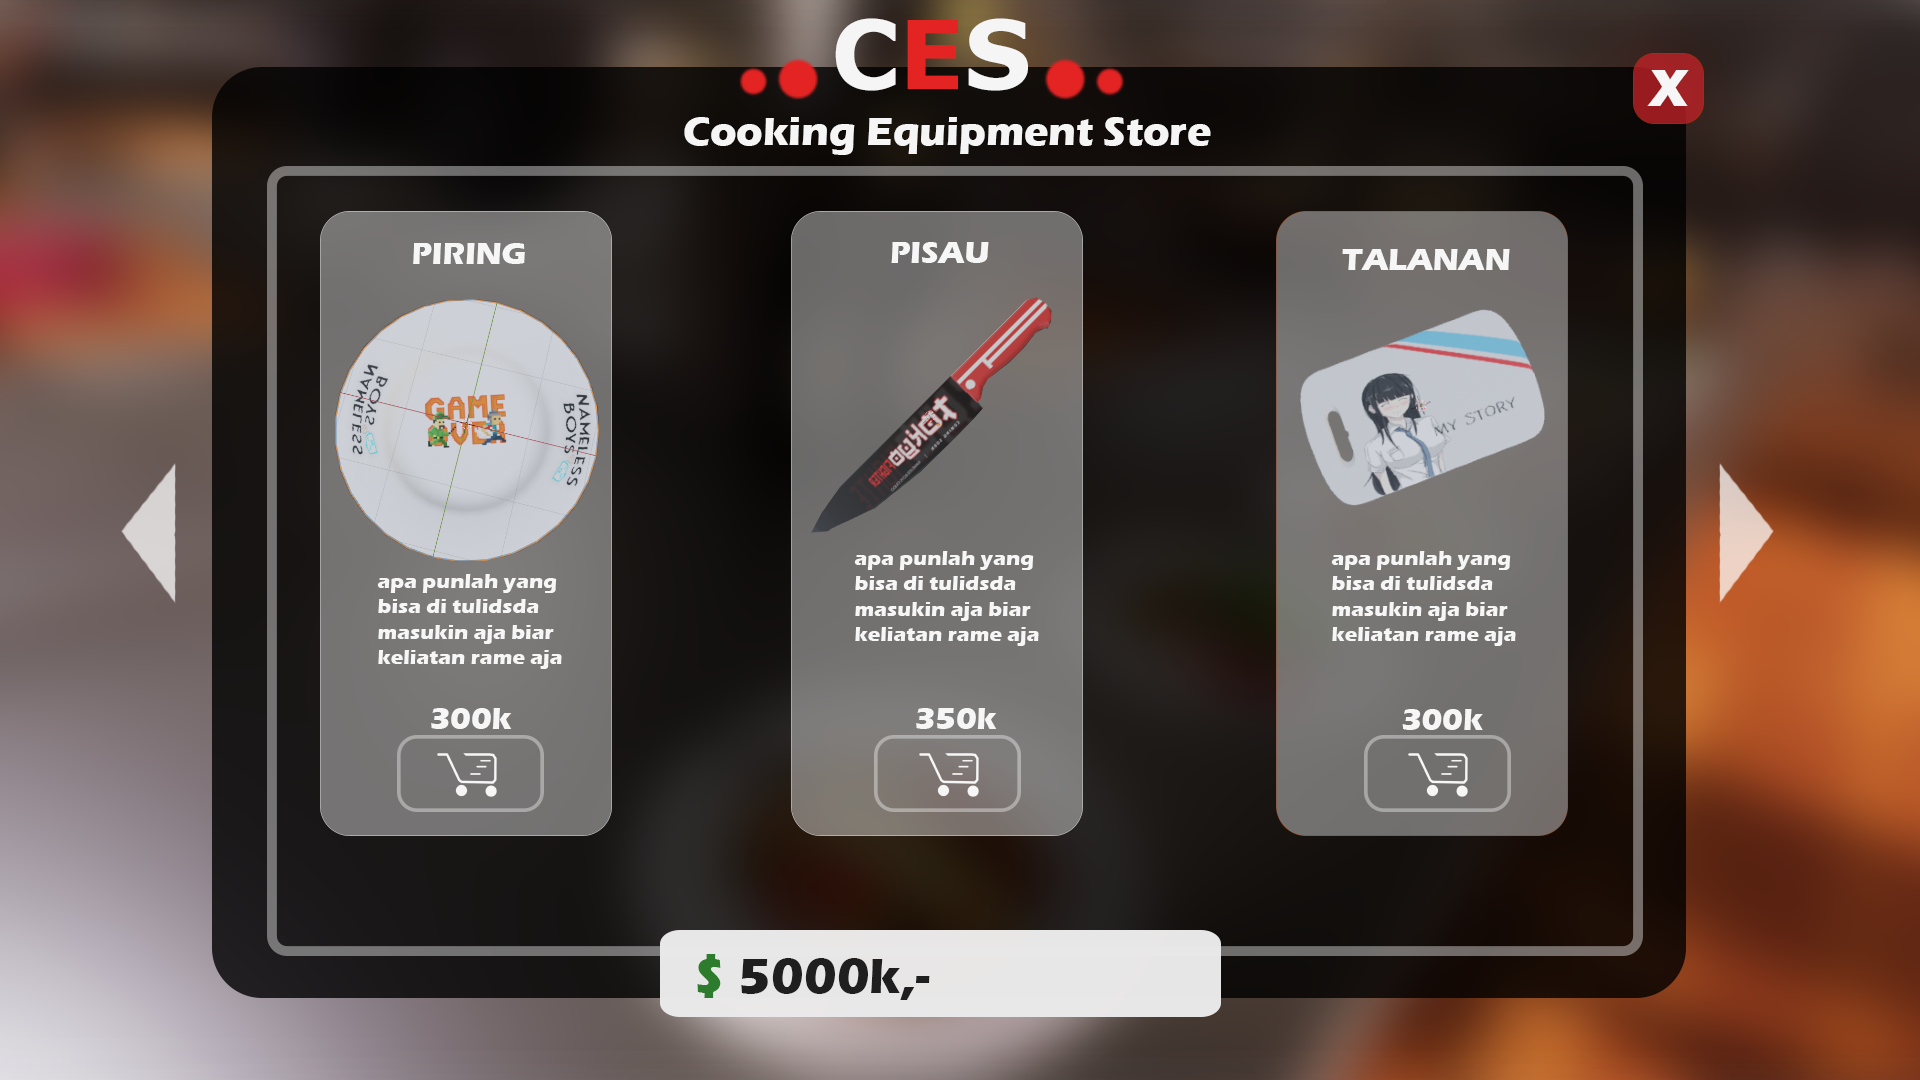 CES
X
Cooking Equipment Store
PIRING
NAMELESS
BOYS
GAME
OVER
NAMELESS
BOYS
apa punlah yang
bisa di tulidsda
masukin aja biar
keliatan rame aja
300k
PISAU
apa punlah yang
bisa di tulidsda
masukin aja biar
keliatan rame aja
350k
TALANAN
MY STORY
apa punlah yang
bisa di tulidsda
masukin aja biar
keliatan rame aja
300k
$ 5000k,-